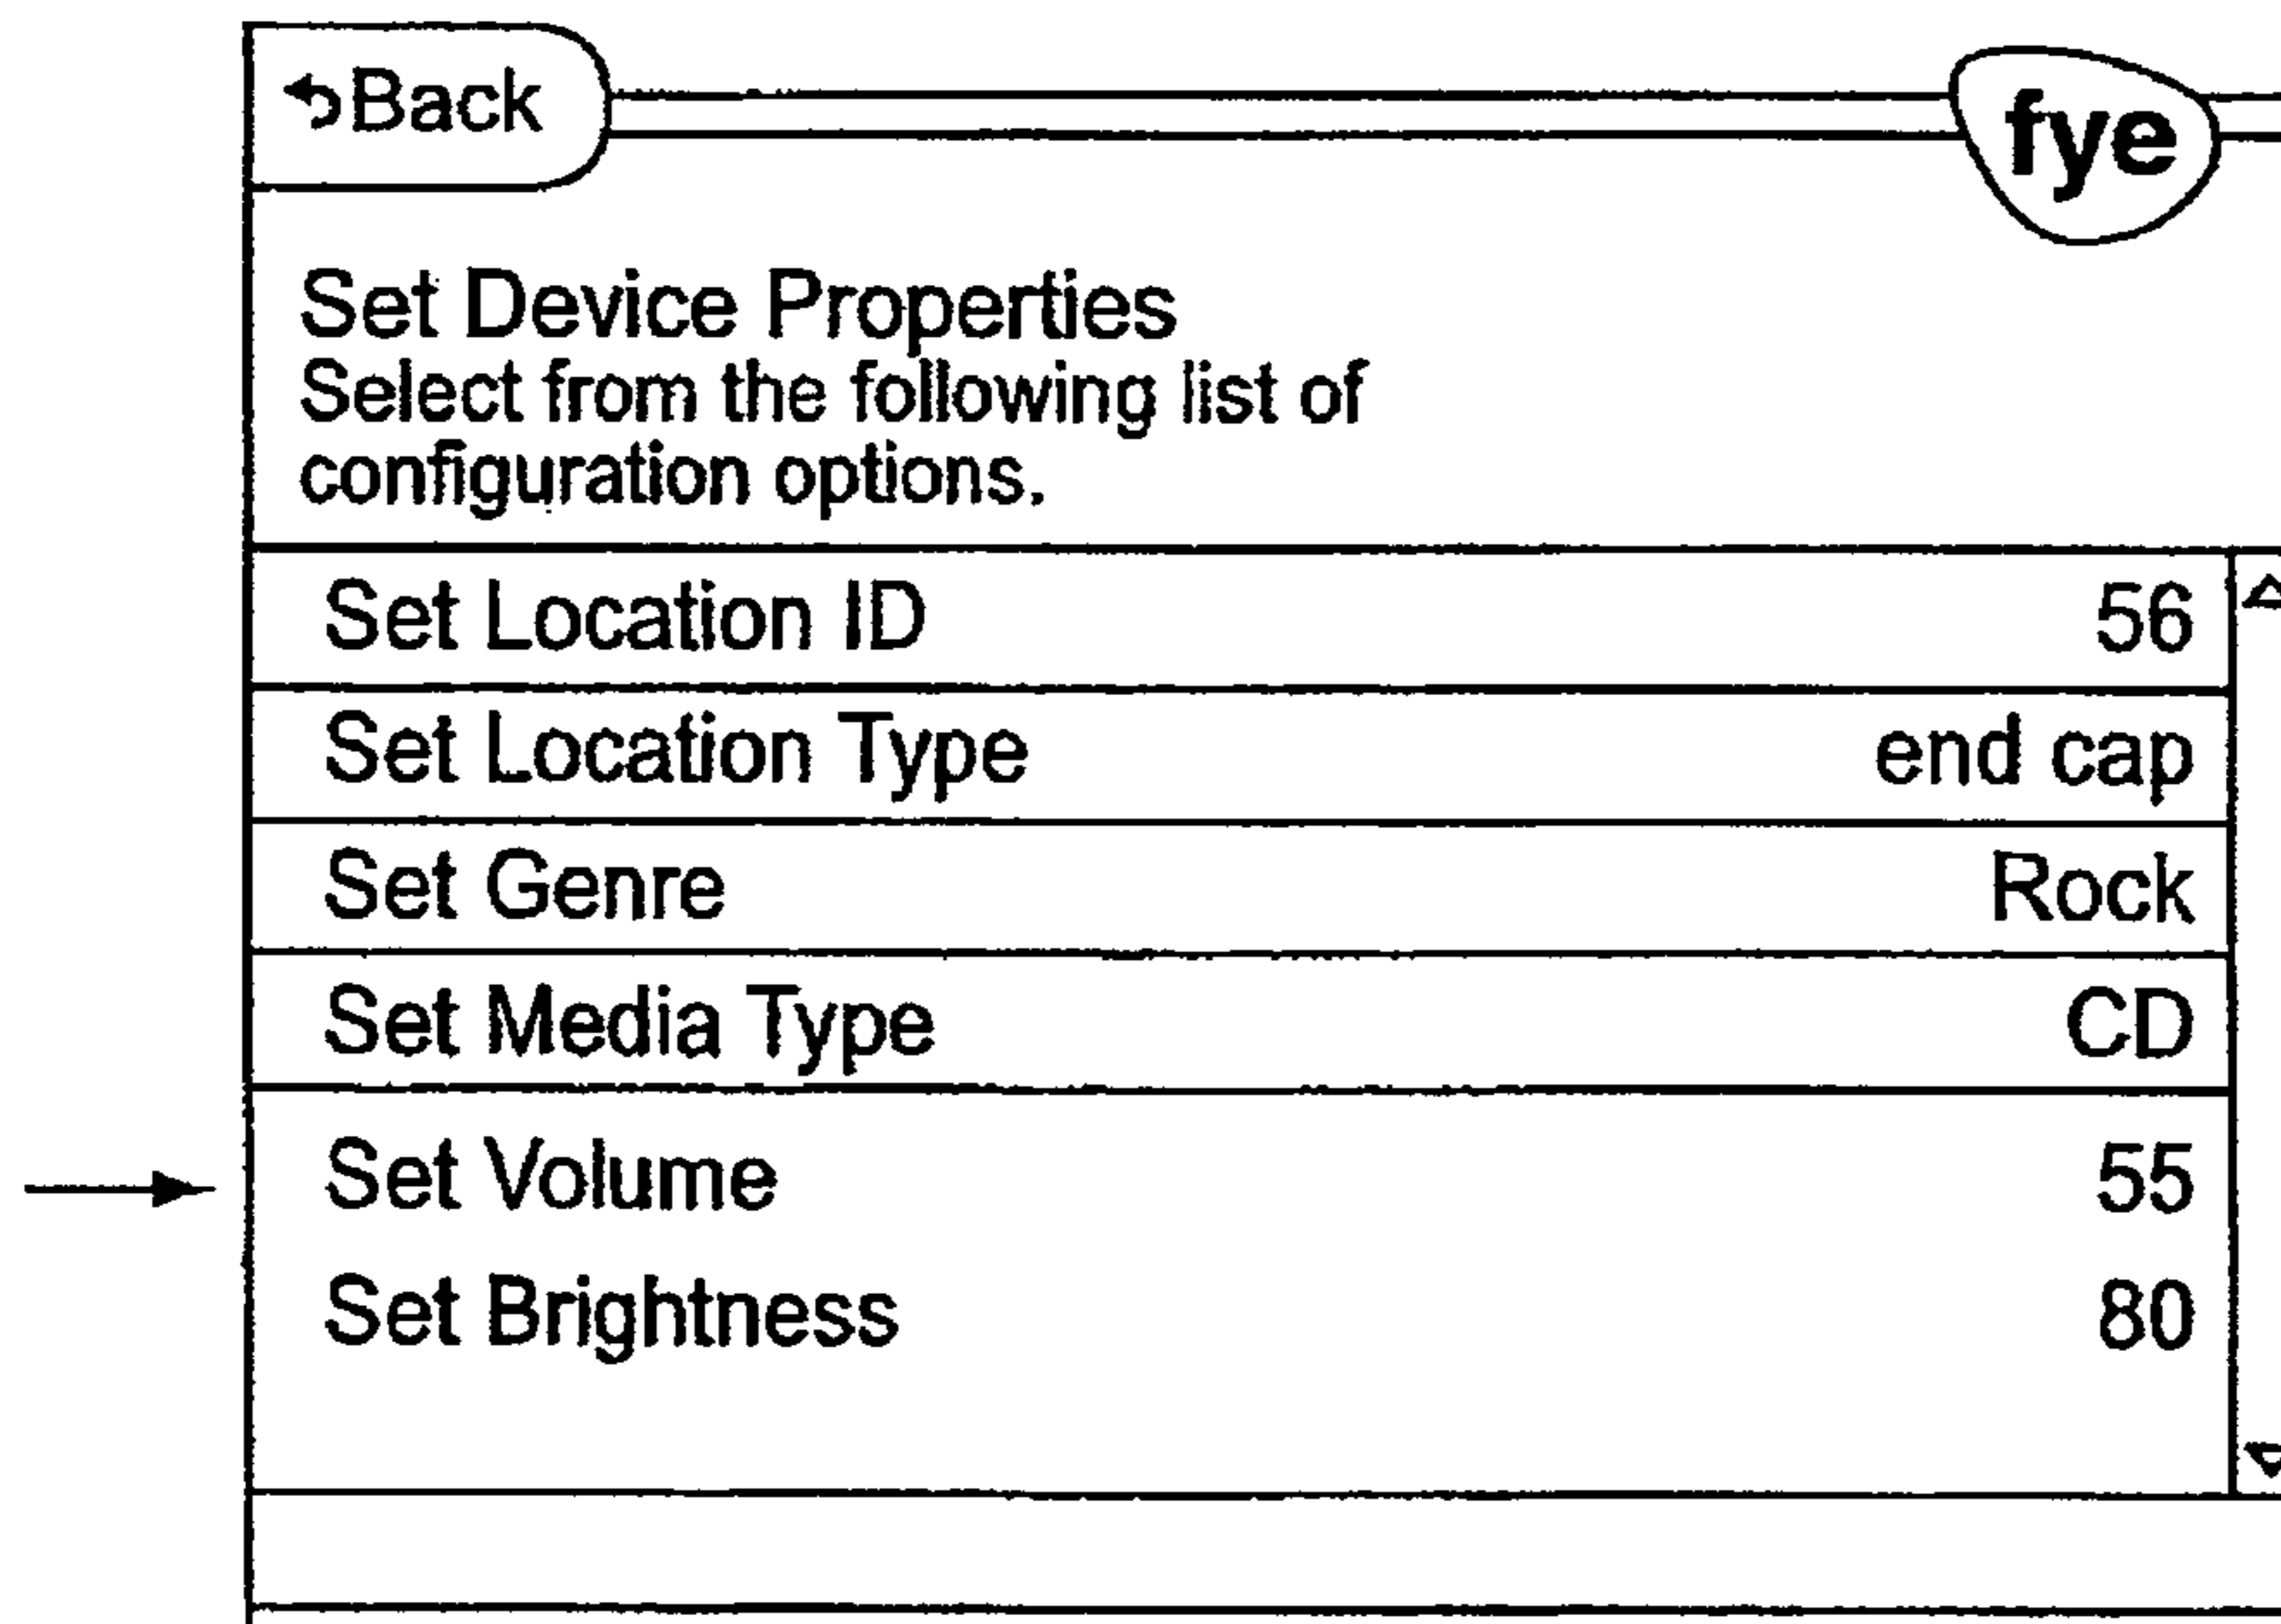 Back
fye
Set Device Properties
Select from the following list of
configuration options.
Set Location ID 56
Set Location Type end cap
Set Genre Rock
Set Media Type CD
Set Volume 55
Set Brightness 80